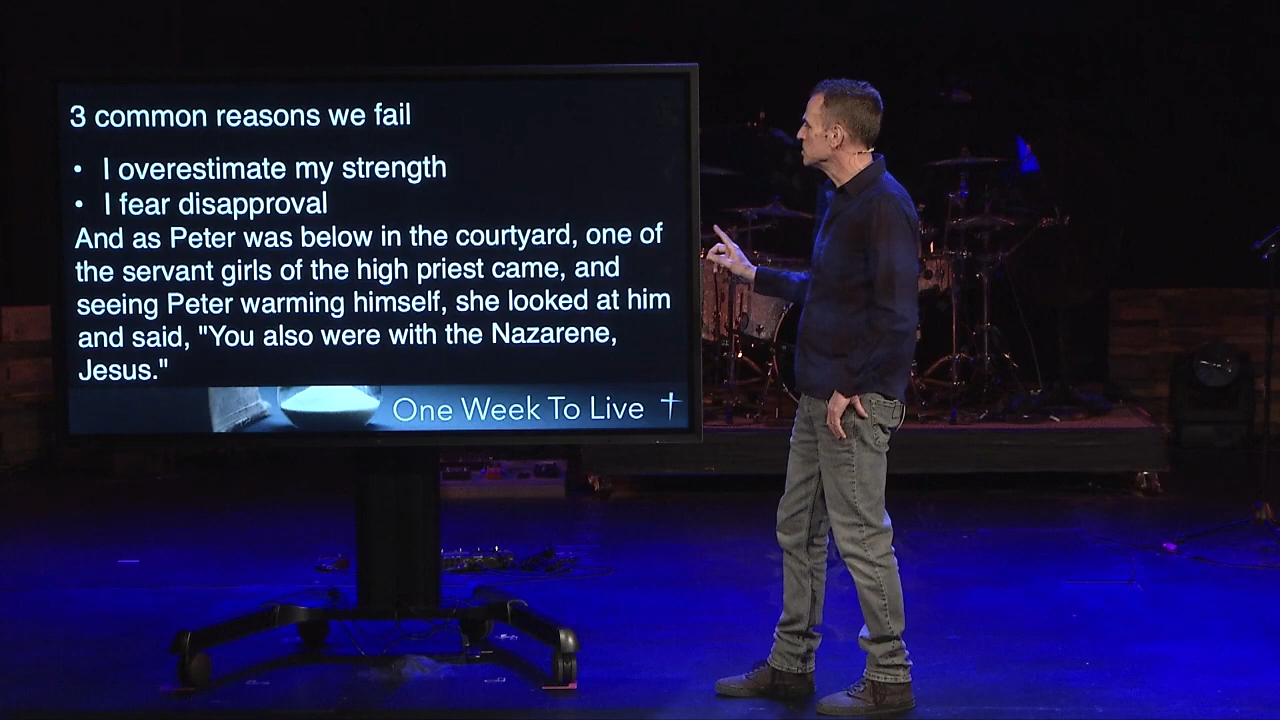 3 common reasons we fail
• I overestimate my strength
• I fear disapproval
And as Peter was below in the courtyard, one of
the servant girls of the high priest came, and
seeing Peter warming himself, she looked at him
and said, "You also were with the Nazarene,
Jesus."
One Week To Live